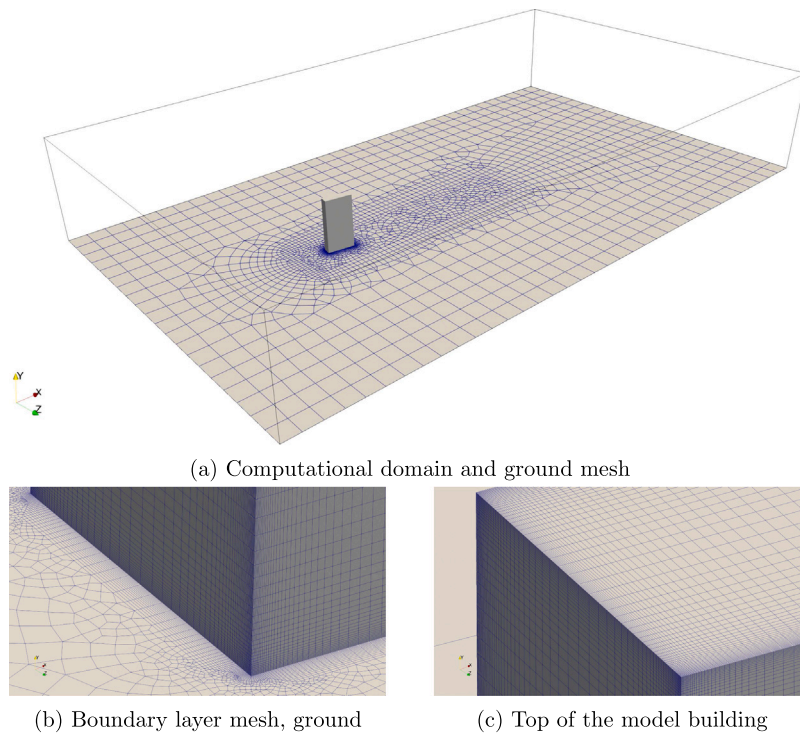 Y
X
Z
(a) Computational domain and ground mesh
(b) Boundary layer mesh, ground
(c) Top of the model building